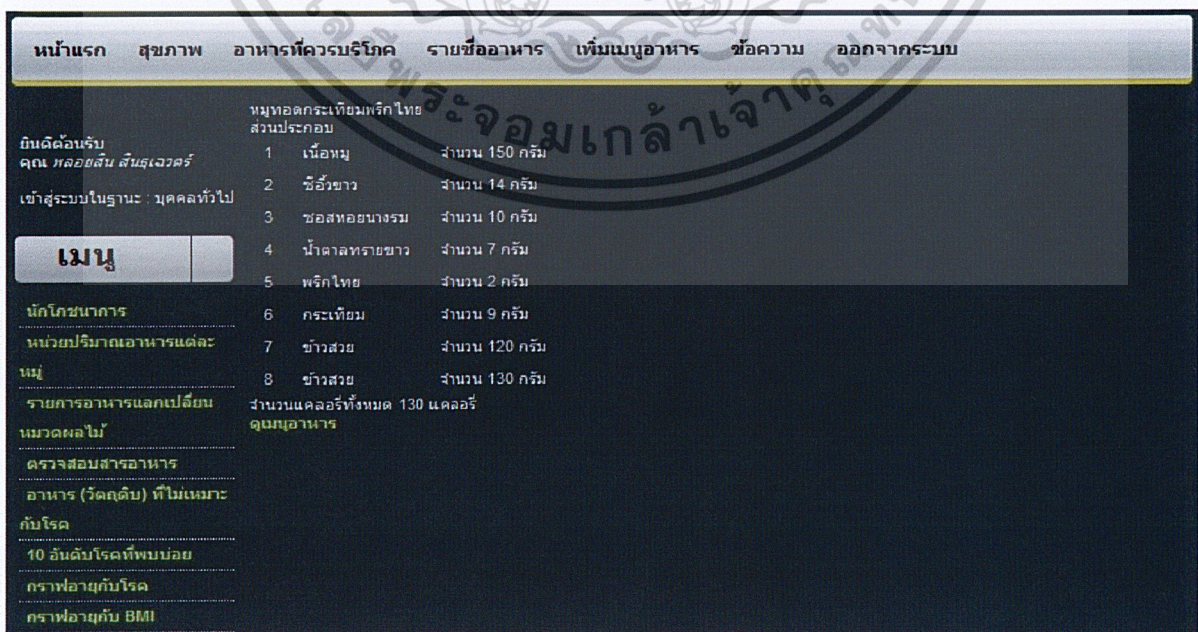 หน้าแรก สุขภาพ อาหารที่ควรบริโภค รายชื่ออาหาร เพิ่มเมนูอาหาร ข้อความ ออกจากระบบ
พระจอมเกล้าเจ้าคุณ
ยินดีต้อนรับ
คุณ พลอยสิน สินธุเฉวตร์
เข้าสู่ระบบในฐานะ : บุคคลทั่วไป
เมนู
นักโภชนาการ
หน่วยปริมาณอาหารแต่ละ
หมู่
รายการอาหารแลกเปลี่ยน
หมวดผลไม้
ตรวจสอบสารอาหาร
อาหาร (วัตถุดิบ) ที่ไม่เหมาะ
กับโรค
10 อันดับโรคที่พบบ่อย
กราฟอายุกับโรค
กราฟอายุกับ BMI
หมูทอดกระเทียมพริกไทย
ส่วนประกอบ
1 เนื้อหมู จำนวน 150 กรัม
2 ซีอิ้วขาว จำนวน 14 กรัม
3 ซอสหอยนางรม จำนวน 10 กรัม
4 น้ำตาลทรายขาว จำนวน 7 กรัม
5 พริกไทย จำนวน 2 กรัม
6 กระเทียม จำนวน 9 กรัม
7 ข้าวสวย จำนวน 120 กรัม
8 ข้าวสวย จำนวน 130 กรัม
จำนวนแคลอรี่ทั้งหมด 130 แคลอรี่
ดูเมนูอาหาร